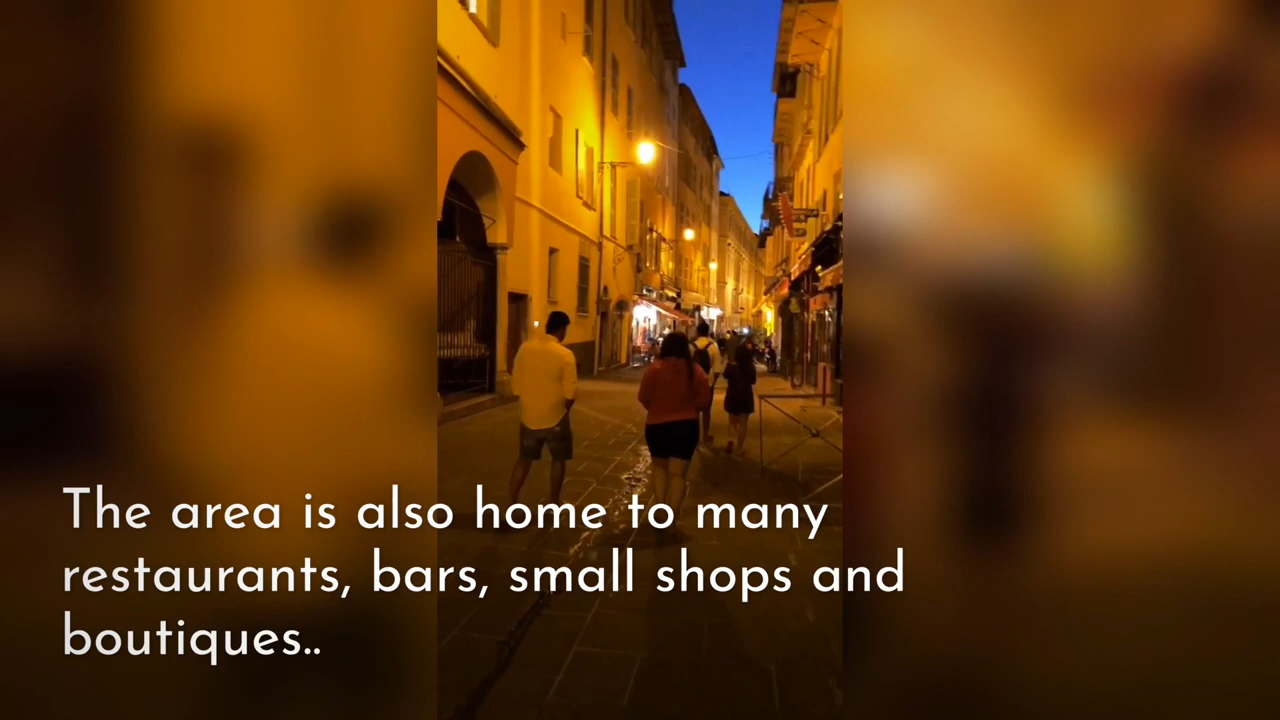 The area is also home to many
restaurants, bars, small shops and
boutiques..